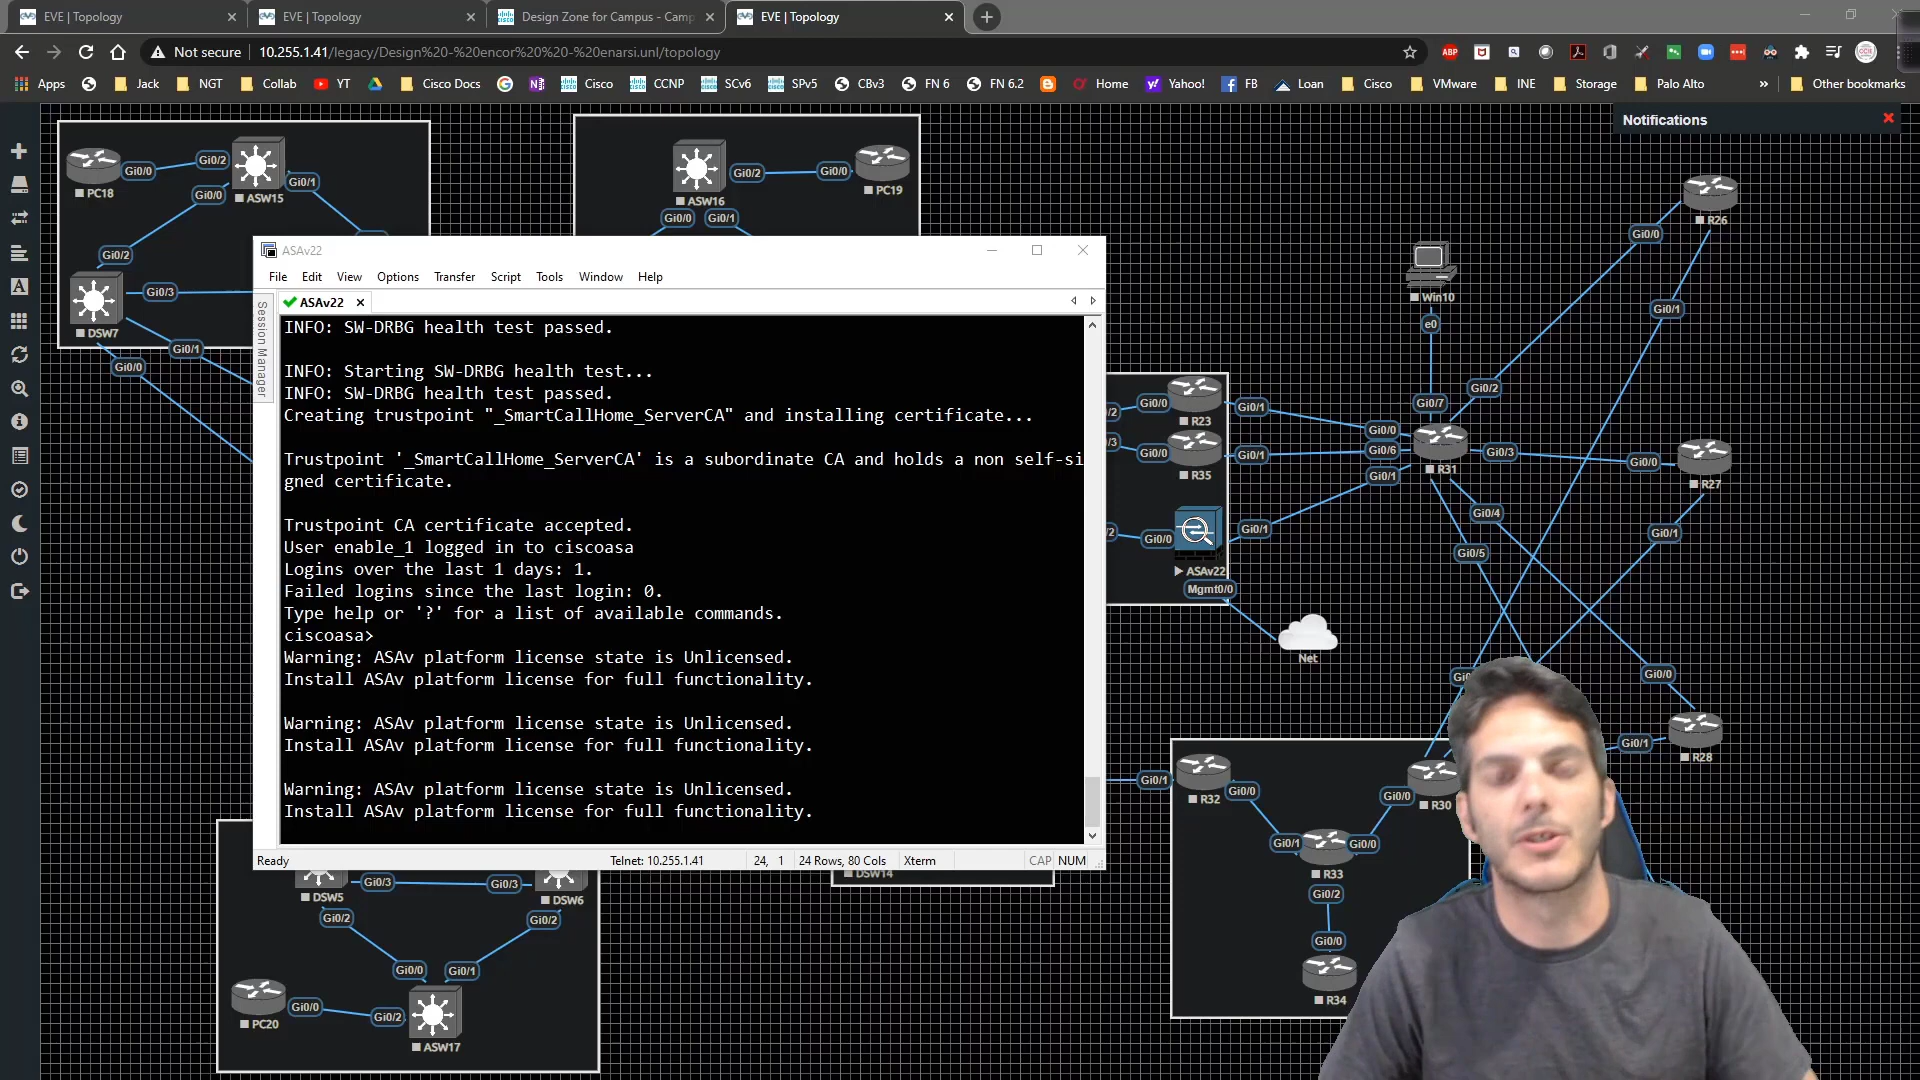 EVE | Topology
EVE | Topology
Design Zone for Campus - Camp
EVE | Topology
Not secure
10.255.1.41/legacy/Design%20-%20encor%20%20-%20enarsi.unl/topology
ABP
Apps
Jack
NGT
Collab
YT
Cisco Docs
Cisco
CCNP
SCv6
SPv5
CBv3
FN 6
FN 6.2
Home
Yahoo!
FB
Loan
Cisco
VMware
INE
Storage
Palo Alto
»
Other bookmarks
Notifications
PC18
Gi0/0
Gi0/2
Gi0/0
ASW15
Gi0/1
Gi0/2
Gi0/3
DSW7
Gi0/1
Gi0/0
ASW16
Gi0/2
Gi0/0
PC19
Gi0/0
Gi0/1
ASAv22
File
Edit
View
Options
Transfer
Script
Tools
Window
Help
Session Manager
ASAv22
INFO: SW-DRBG health test passed.
INFO: Starting SW-DRBG health test...
INFO: SW-DRBG health test passed.
Creating trustpoint "_SmartCallHome_ServerCA" and installing certificate...
Trustpoint '_SmartCallHome_ServerCA' is a subordinate CA and holds a non self-si
gned certificate.
Trustpoint CA certificate accepted.
User enable_1 logged in to ciscoasa
Logins over the last 1 days: 1.
Failed logins since the last login: 0.
Type help or '?' for a list of available commands.
ciscoasa>
Warning: ASAv platform license state is Unlicensed.
Install ASAv platform license for full functionality.
Warning: ASAv platform license state is Unlicensed.
Install ASAv platform license for full functionality.
Warning: ASAv platform license state is Unlicensed.
Install ASAv platform license for full functionality.
Ready
Telnet: 10.255.1.41
24, 1
24 Rows, 80 Cols
Xterm
CAP
NUM
R26
Gi0/0
Gi0/1
Win10
e0
Gi0/7
Gi0/2
/2
Gi0/0
R23
Gi0/1
Gi0/0
/3
Gi0/0
R35
Gi0/1
Gi0/6
R31
Gi0/3
Gi0/0
R27
Gi0/1
Gi0/4
Gi0/5
Gi0/1
/2
Gi0/0
ASAv22
Gi0/1
Mgmt0/0
Net
Gi0/0
R28
Gi0/1
Gi0/1
R32
Gi0/0
Gi0/0
R30
Gi0/1
R33
Gi0/0
Gi0/2
Gi0/0
R34
DSW5
Gi0/3
Gi0/3
DSW6
Gi0/2
Gi0/2
Gi0/0
Gi0/1
PC20
Gi0/0
Gi0/2
ASW17
DSW14